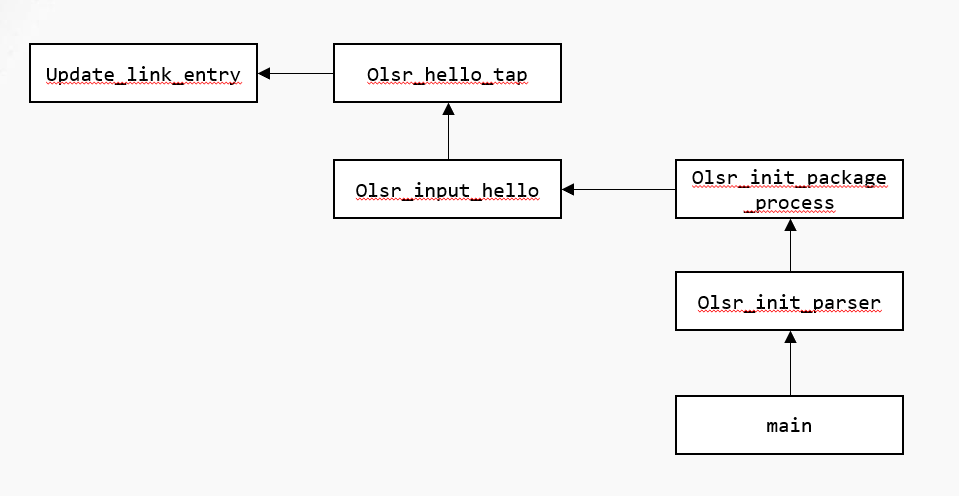 Update_link_entry
Olsr_hello_tap
Olsr_input_hello
Olsr_init_package
_process
Olsr_init_parser
main